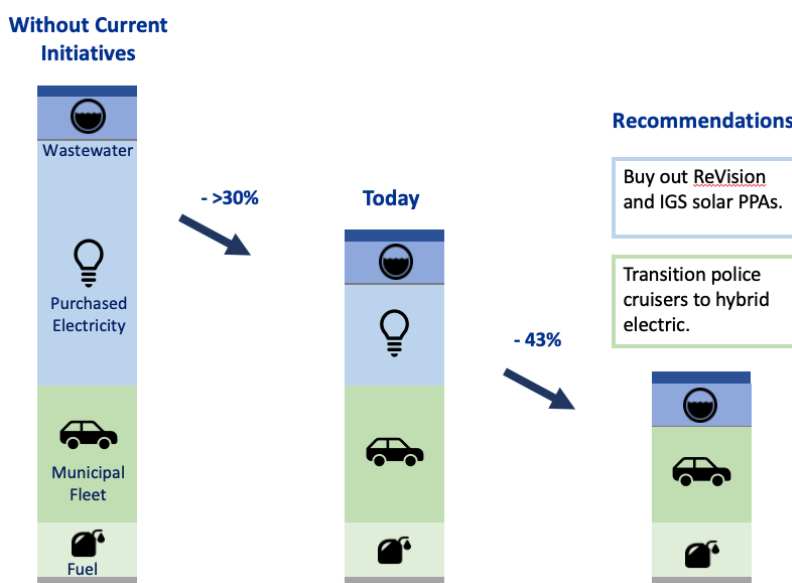 Without Current
Initiatives
Wastewater
Purchased
Electricity
Municipal
Fleet
Fuel
- >30%
Today
- 43%
Recommendations
Buy out ReVision
and IGS solar PPAs.
Transition police
cruisers to hybrid
electric.